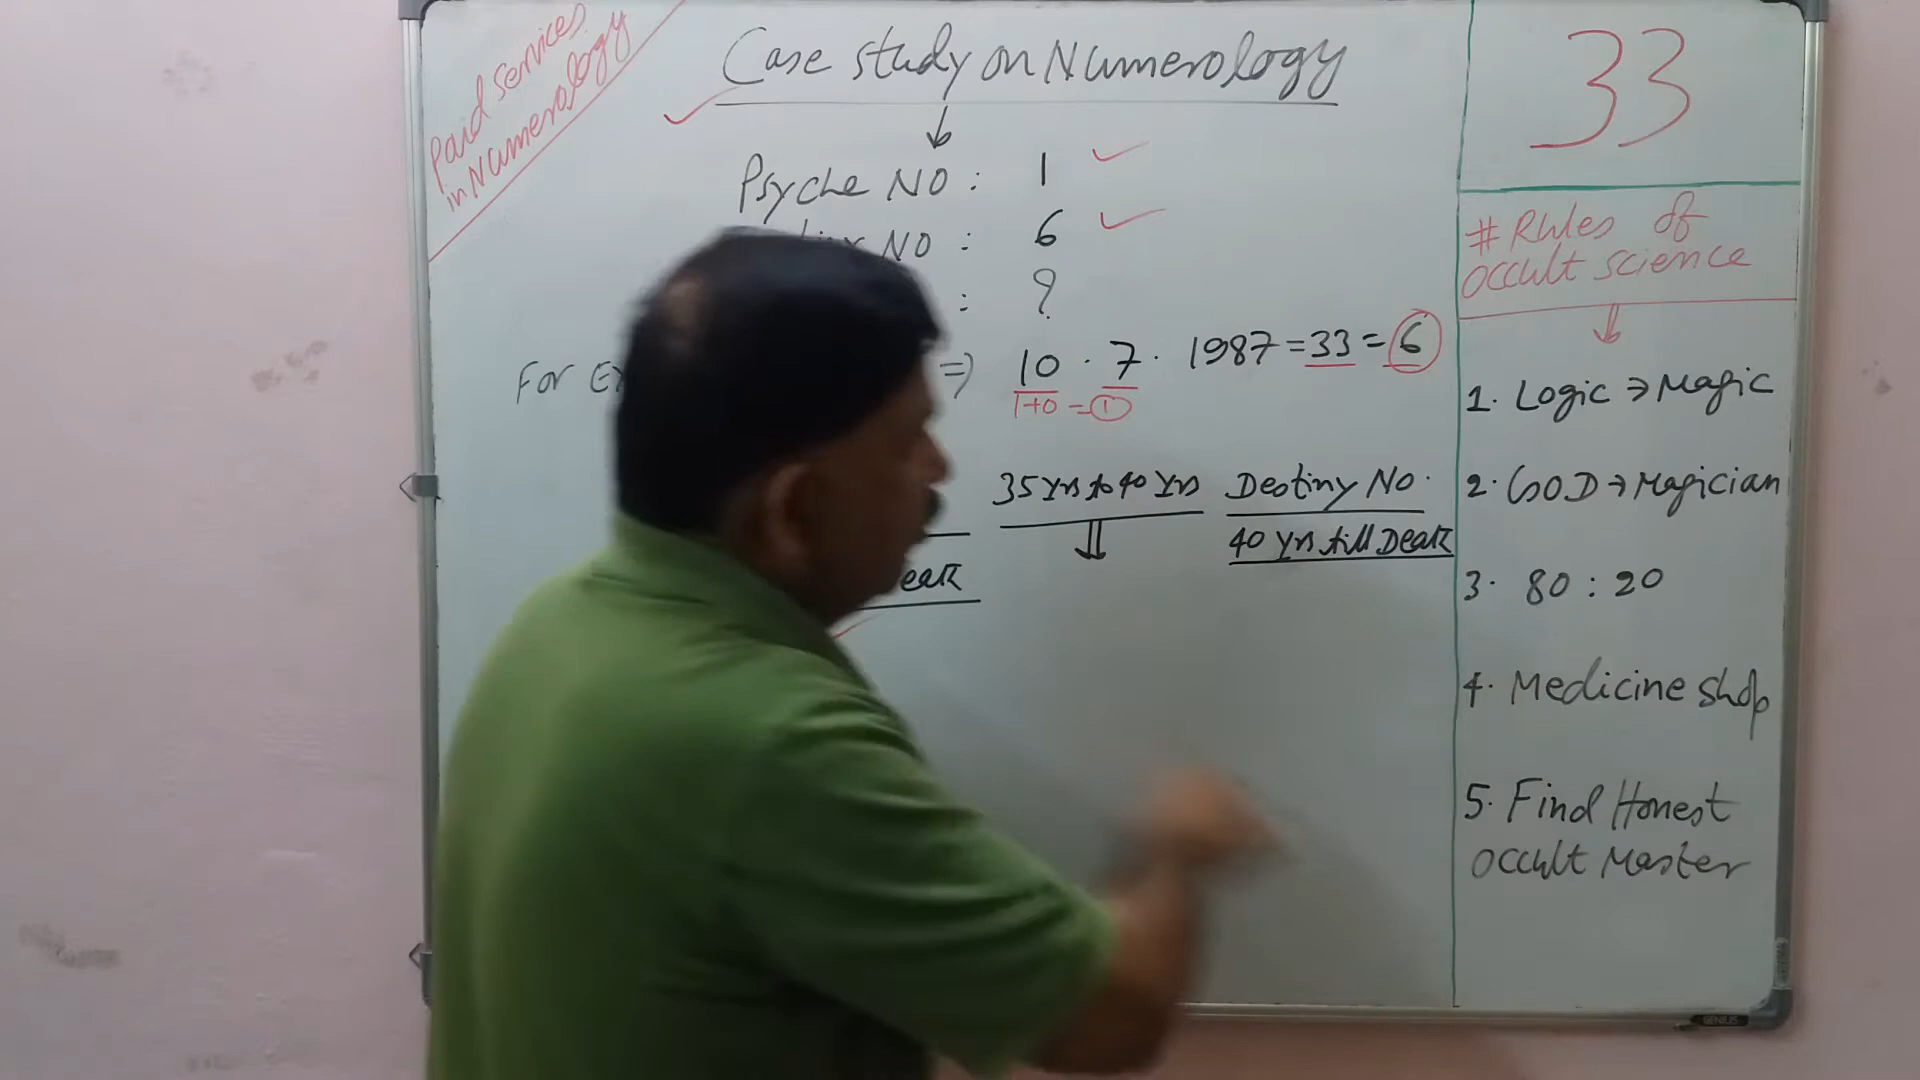 Paid services
in Numerology
Case study on Numerology
Psyche NO : 1
NO : 6
: ?
For Ex => 10 . 7 . 1987 = 33 = 6
1+0 = 1
35 yrs to 40 yrs
Destiny No.
40 yrs till Death
33
# Rules of
occult science
1. Logic → Magic
2. GOD → Magician
3. 80 : 20
4. Medicine shop
5. Find Honest
occult Master
GENIUS